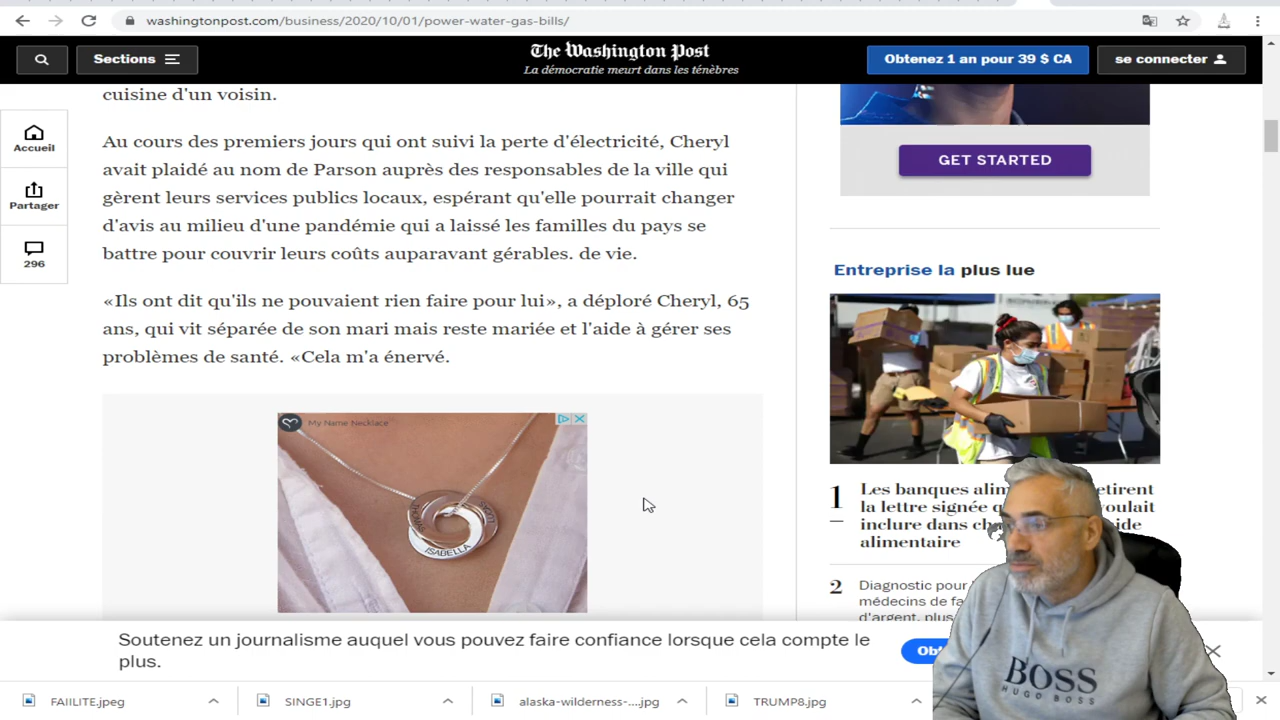 washingtonpost.com/business/2020/10/01/power-water-gas-bills/
Sections
The Washington Post
La démocratie meurt dans les ténèbres
Obtenez 1 an pour 39 $ CA
se connecter
cuisine d'un voisin.
Accueil
Partager
296
Au cours des premiers jours qui ont suivi la perte d'électricité, Cheryl
avait plaidé au nom de Parson auprès des responsables de la ville qui
gèrent leurs services publics locaux, espérant qu'elle pourrait changer
d'avis au milieu d'une pandémie qui a laissé les familles du pays se
battre pour couvrir leurs coûts auparavant gérables. de vie.
«Ils ont dit qu'ils ne pouvaient rien faire pour lui», a déploré Cheryl, 65
ans, qui vit séparée de son mari mais reste mariée et l'aide à gérer ses
problèmes de santé. «Cela m'a énervé.
My Name Necklace
ISABELLA
GET STARTED
Entreprise la plus lue
1
Les banques alim etirent
la lettre signée q oulait
inclure dans ch ide
alimentaire
2
Diagnostic pour
médecins de fa
d'argent, plus
Soutenez un journalisme auquel vous pouvez faire confiance lorsque cela compte le
plus.
Obt
BOSS
HUGO BOSS
FAIILITE.jpeg
SINGE1.jpg
alaska-wilderness-....jpg
TRUMP8.jpg